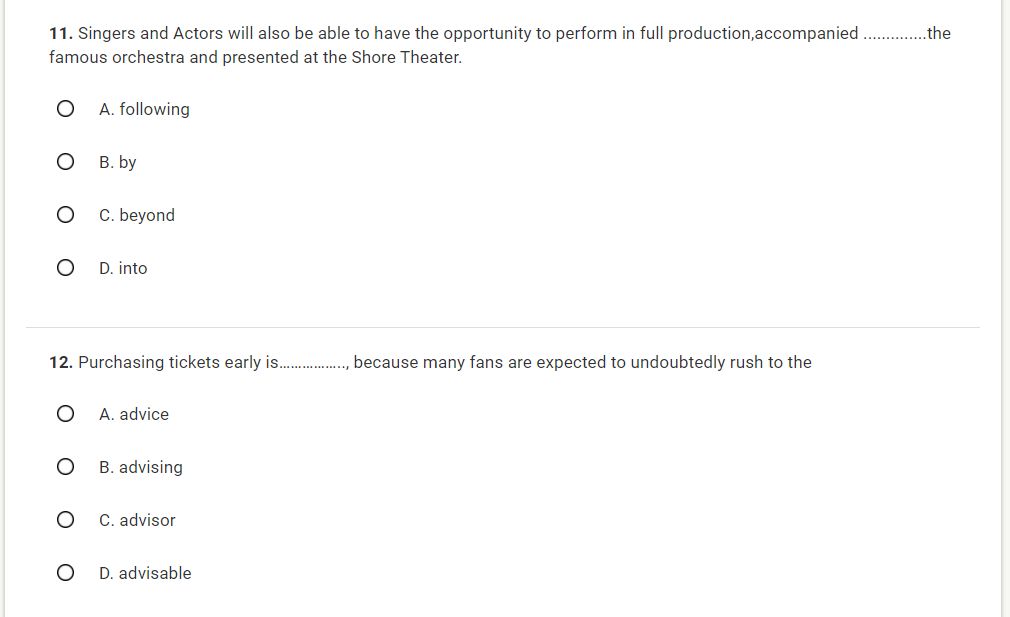 11. Singers and Actors will also be able to have the opportunity to perform in full production,accompanied ..............the
famous orchestra and presented at the Shore Theater.
A. following
B. by
C. beyond
D. into
12. Purchasing tickets early is................., because many fans are expected to undoubtedly rush to the
A. advice
B. advising
C. advisor
D. advisable